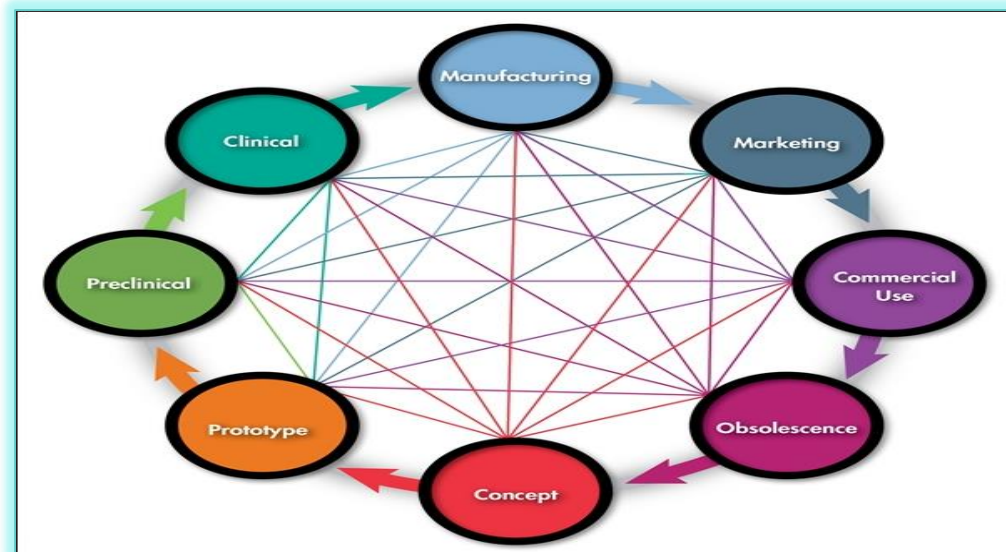 Manufacturing
Marketing
Commercial
Use
Obsolescence
Concept
Prototype
Preclinical
Clinical